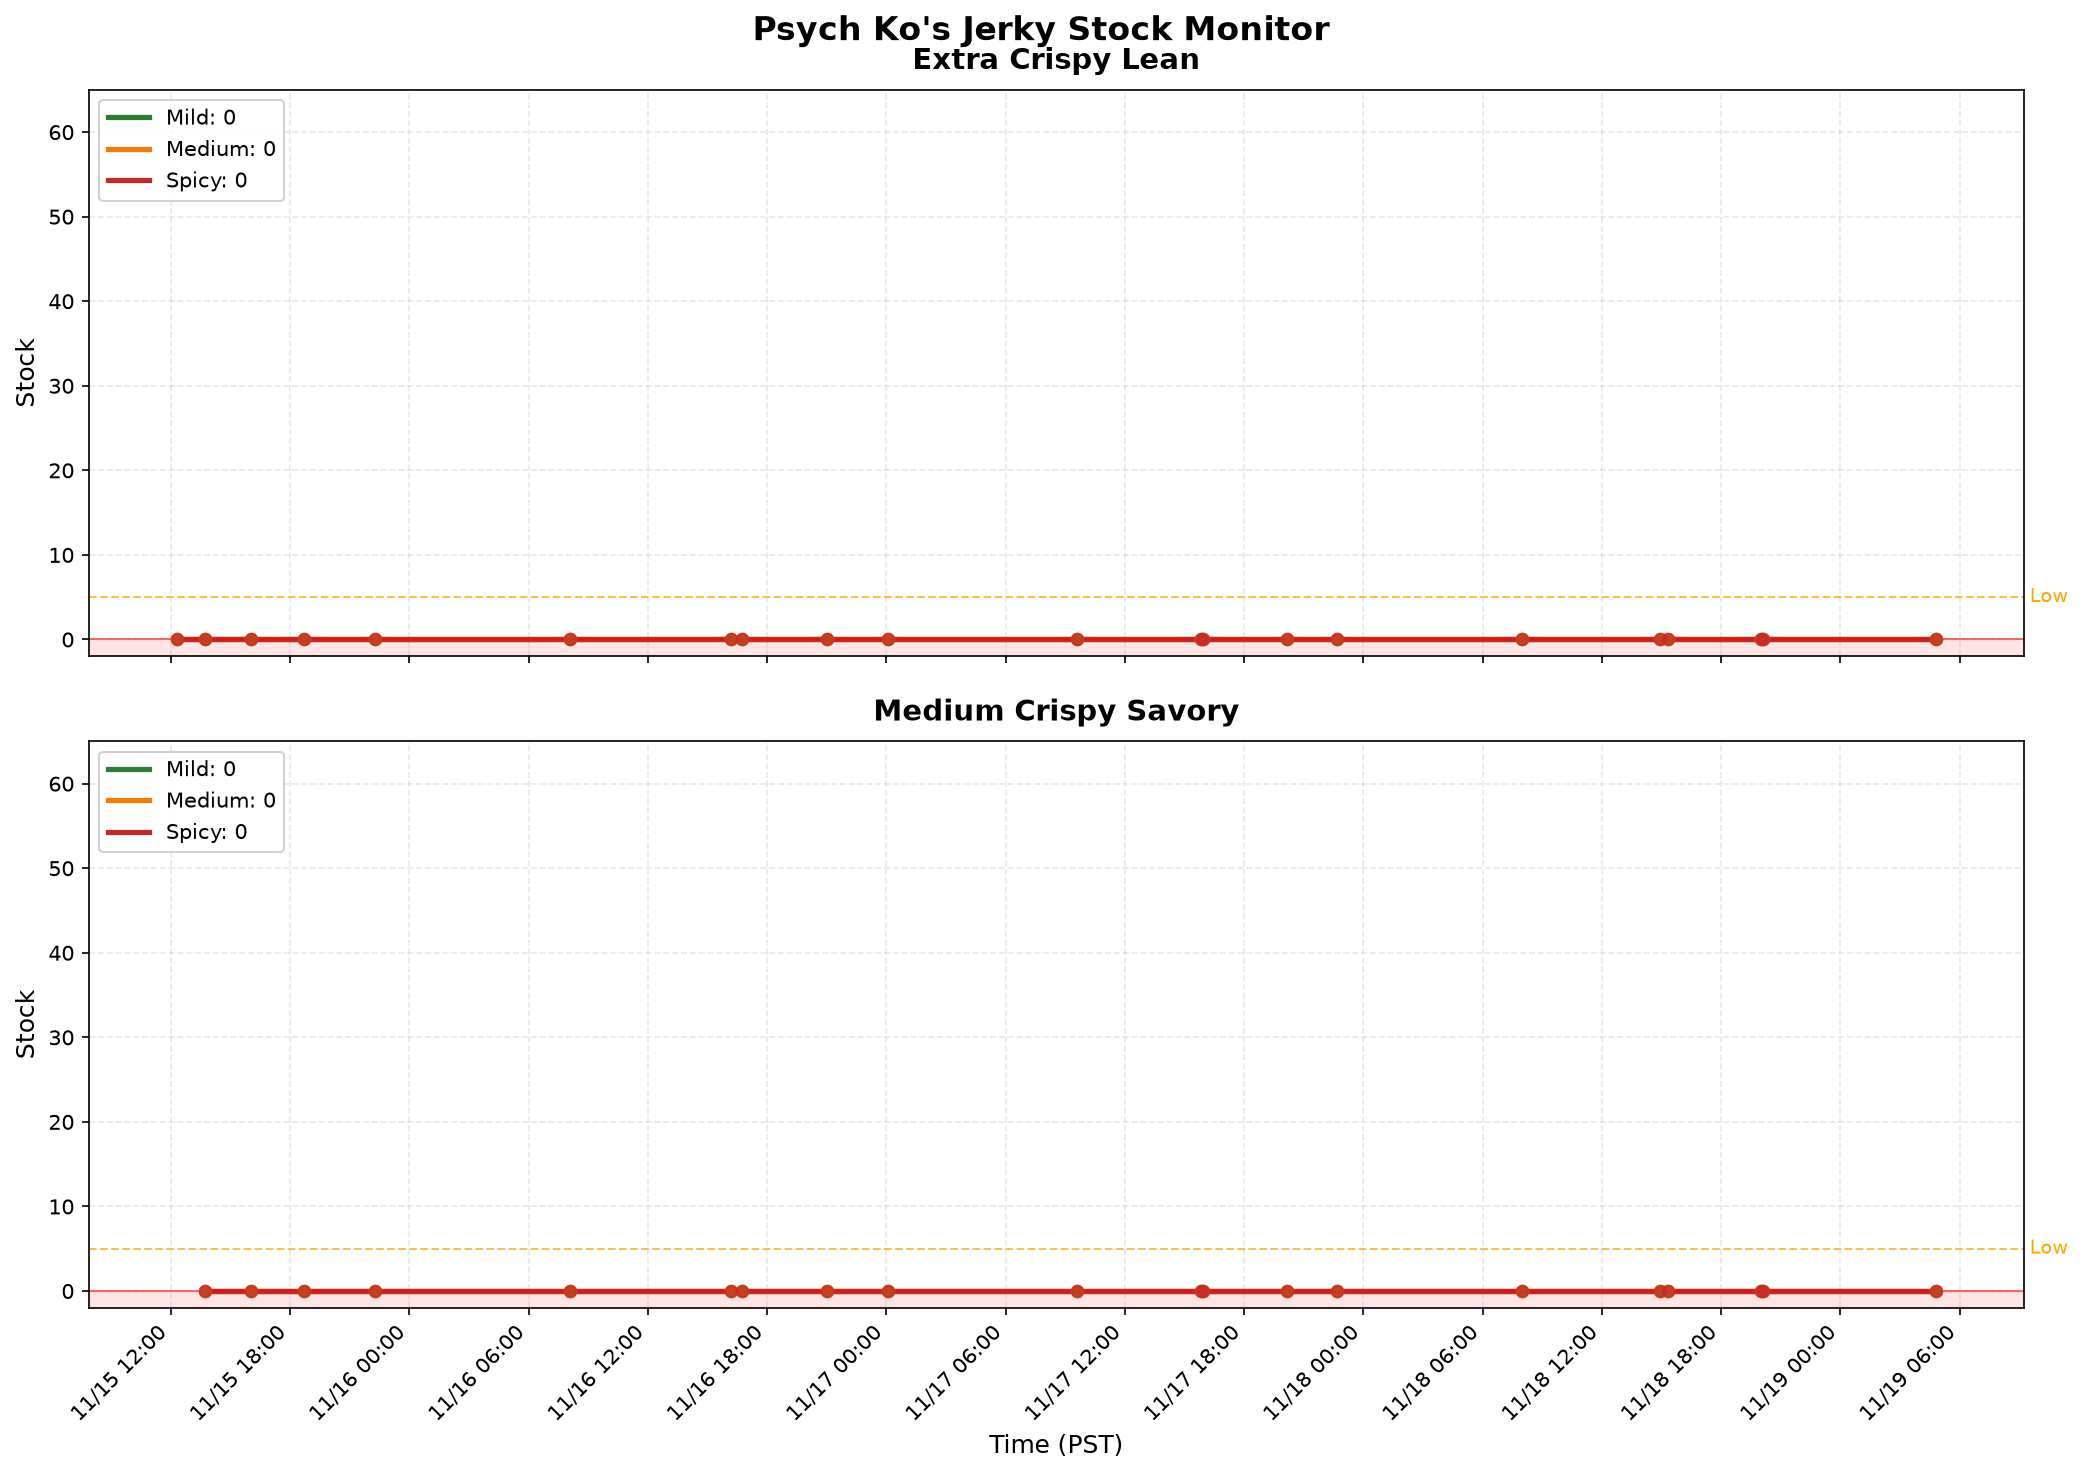 Psych Ko's Jerky Stock Monitor
Extra Crispy Lean
Mild: 0
Medium: 0
Spicy: 0
60
50
40
30
20
10
0
Stock
Low
Medium Crispy Savory
Mild: 0
Medium: 0
Spicy: 0
60
50
40
30
20
10
0
Stock
Low
11/15 12:00
11/15 18:00
11/16 00:00
11/16 06:00
11/16 12:00
11/16 18:00
11/17 00:00
11/17 06:00
11/17 12:00
11/17 18:00
11/18 00:00
11/18 06:00
11/18 12:00
11/18 18:00
11/19 00:00
11/19 06:00
Time (PST)